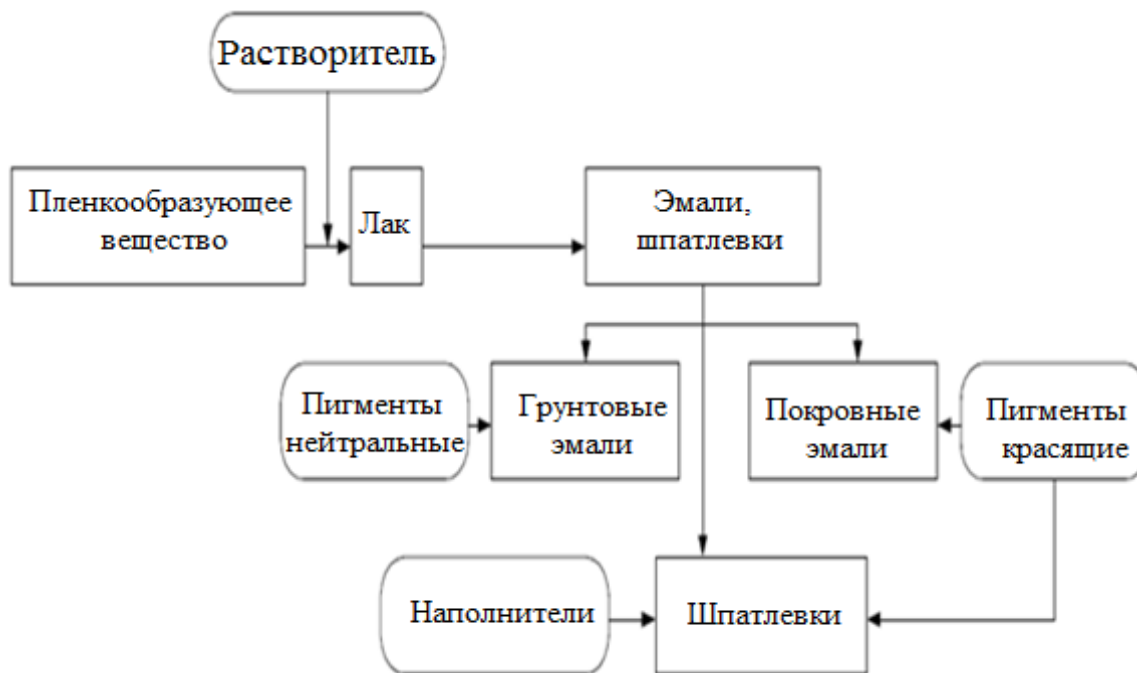 Растворитель
Пленкообразующее
вещество
Лак
Эмали,
шпатлевки
Пигменты
нейтральные
Грунтовые
эмали
Покровные
эмали
Пигменты
красящие
Наполнители
Шпатлевки